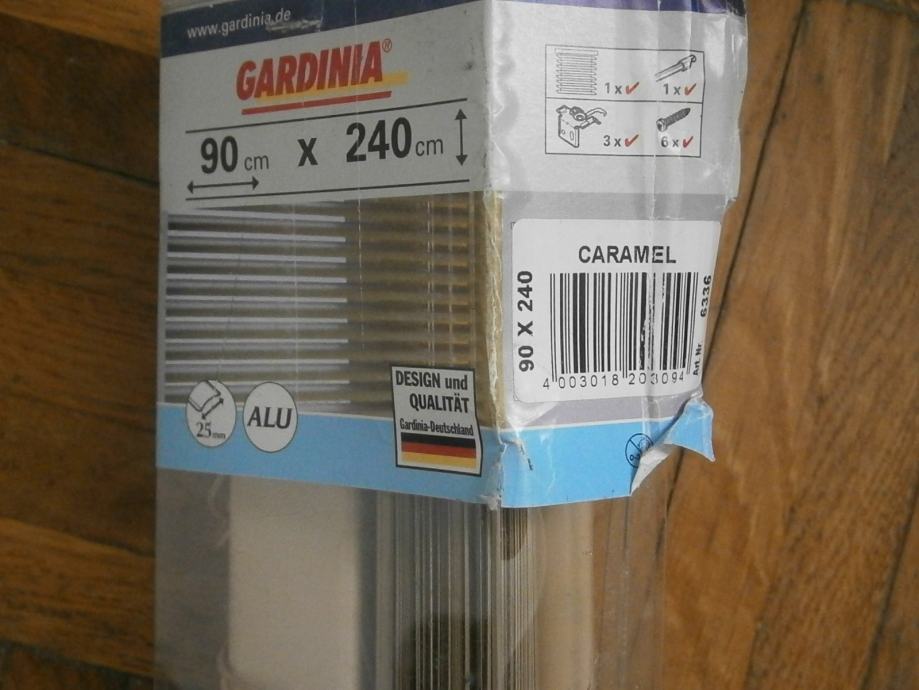 www.gardinia.de
GARDINIA®
90 cm x 240 cm
1 x 1 x
3 x 6 x
CARAMEL
90 X 240
Art. Nr. 6336
4 003018 203094
25mm
ALU
DESIGN und
QUALITÄT
Gardinia-Deutschland